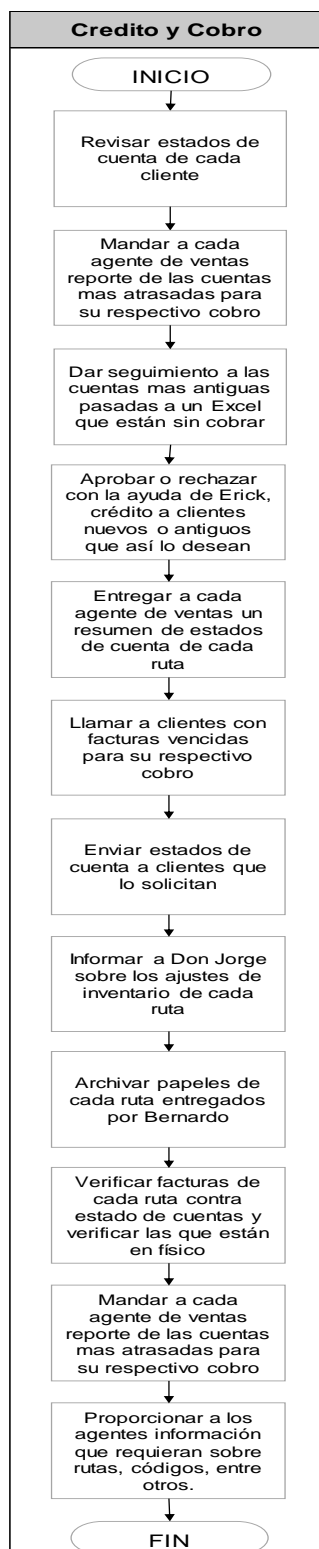 Credito y Cobro
INICIO
Revisar estados de
cuenta de cada
cliente
Mandar a cada
agente de ventas
reporte de las cuentas
mas atrasadas para
su respectivo cobro
Dar seguimiento a las
cuentas mas antiguas
pasadas a un Excel
que están sin cobrar
Aprobar o rechazar
con la ayuda de Erick,
crédito a clientes
nuevos o antiguos
que así lo desean
Entregar a cada
agente de ventas un
resumen de estados
de cuenta de cada
ruta
Llamar a clientes con
facturas vencidas
para su respectivo
cobro
Enviar estados de
cuenta a clientes que
lo solicitan
Informar a Don Jorge
sobre los ajustes de
inventario de cada
ruta
Archivar papeles de
cada ruta entregados
por Bernardo
Verificar facturas de
cada ruta contra
estado de cuentas y
verificar las que están
en físico
Mandar a cada
agente de ventas
reporte de las cuentas
mas atrasadas para
su respectivo cobro
Proporcionar a los
agentes información
que requieran sobre
rutas, códigos, entre
otros.
FIN